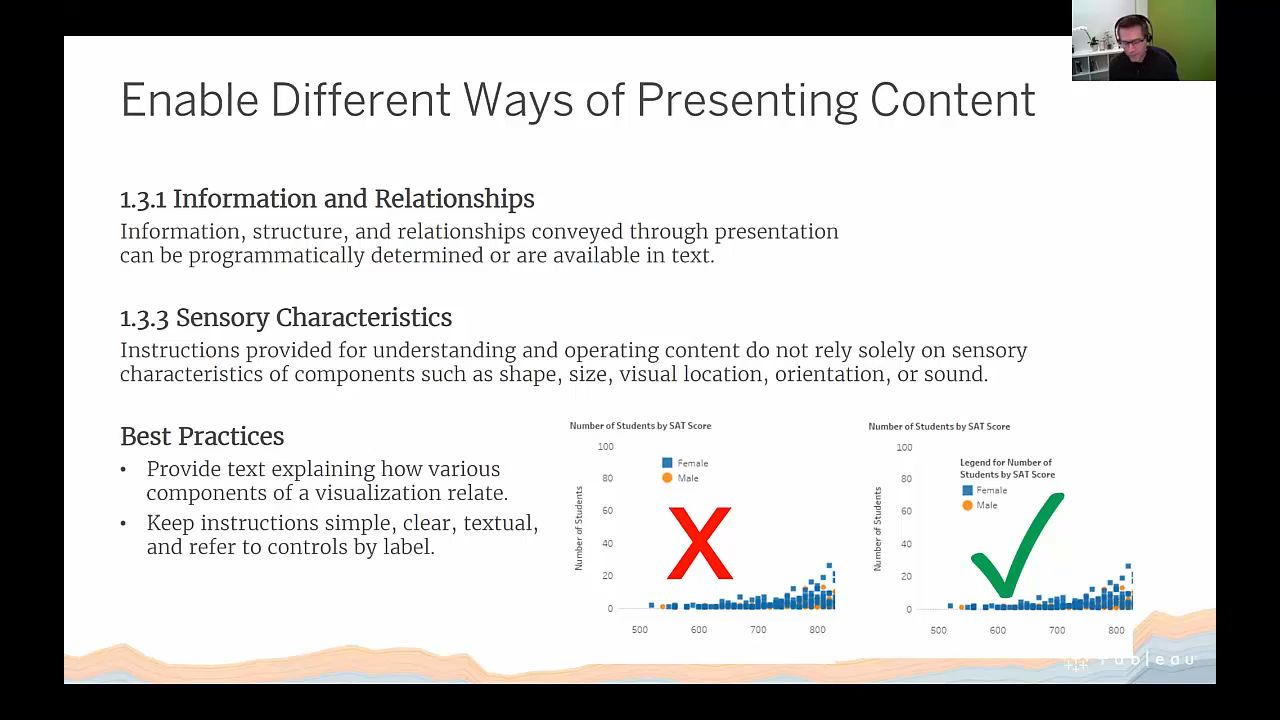 Enable Different Ways of Presenting Content
1.3.1 Information and Relationships
Information, structure, and relationships conveyed through presentation
can be programmatically determined or are available in text.
1.3.3 Sensory Characteristics
Instructions provided for understanding and operating content do not rely solely on sensory
characteristics of components such as shape, size, visual location, orientation, or sound.
Best Practices
• Provide text explaining how various
components of a visualization relate.
• Keep instructions simple, clear, textual,
and refer to controls by label.
Number of Students by SAT Score
100
80
60
40
20
0
Number of Students
Female
Male
X
500 600 700 800
Number of Students by SAT Score
100
80
60
40
20
0
Number of Students
Legend for Number of
Students by SAT Score
Female
Male
500 600 700 800
Tableau